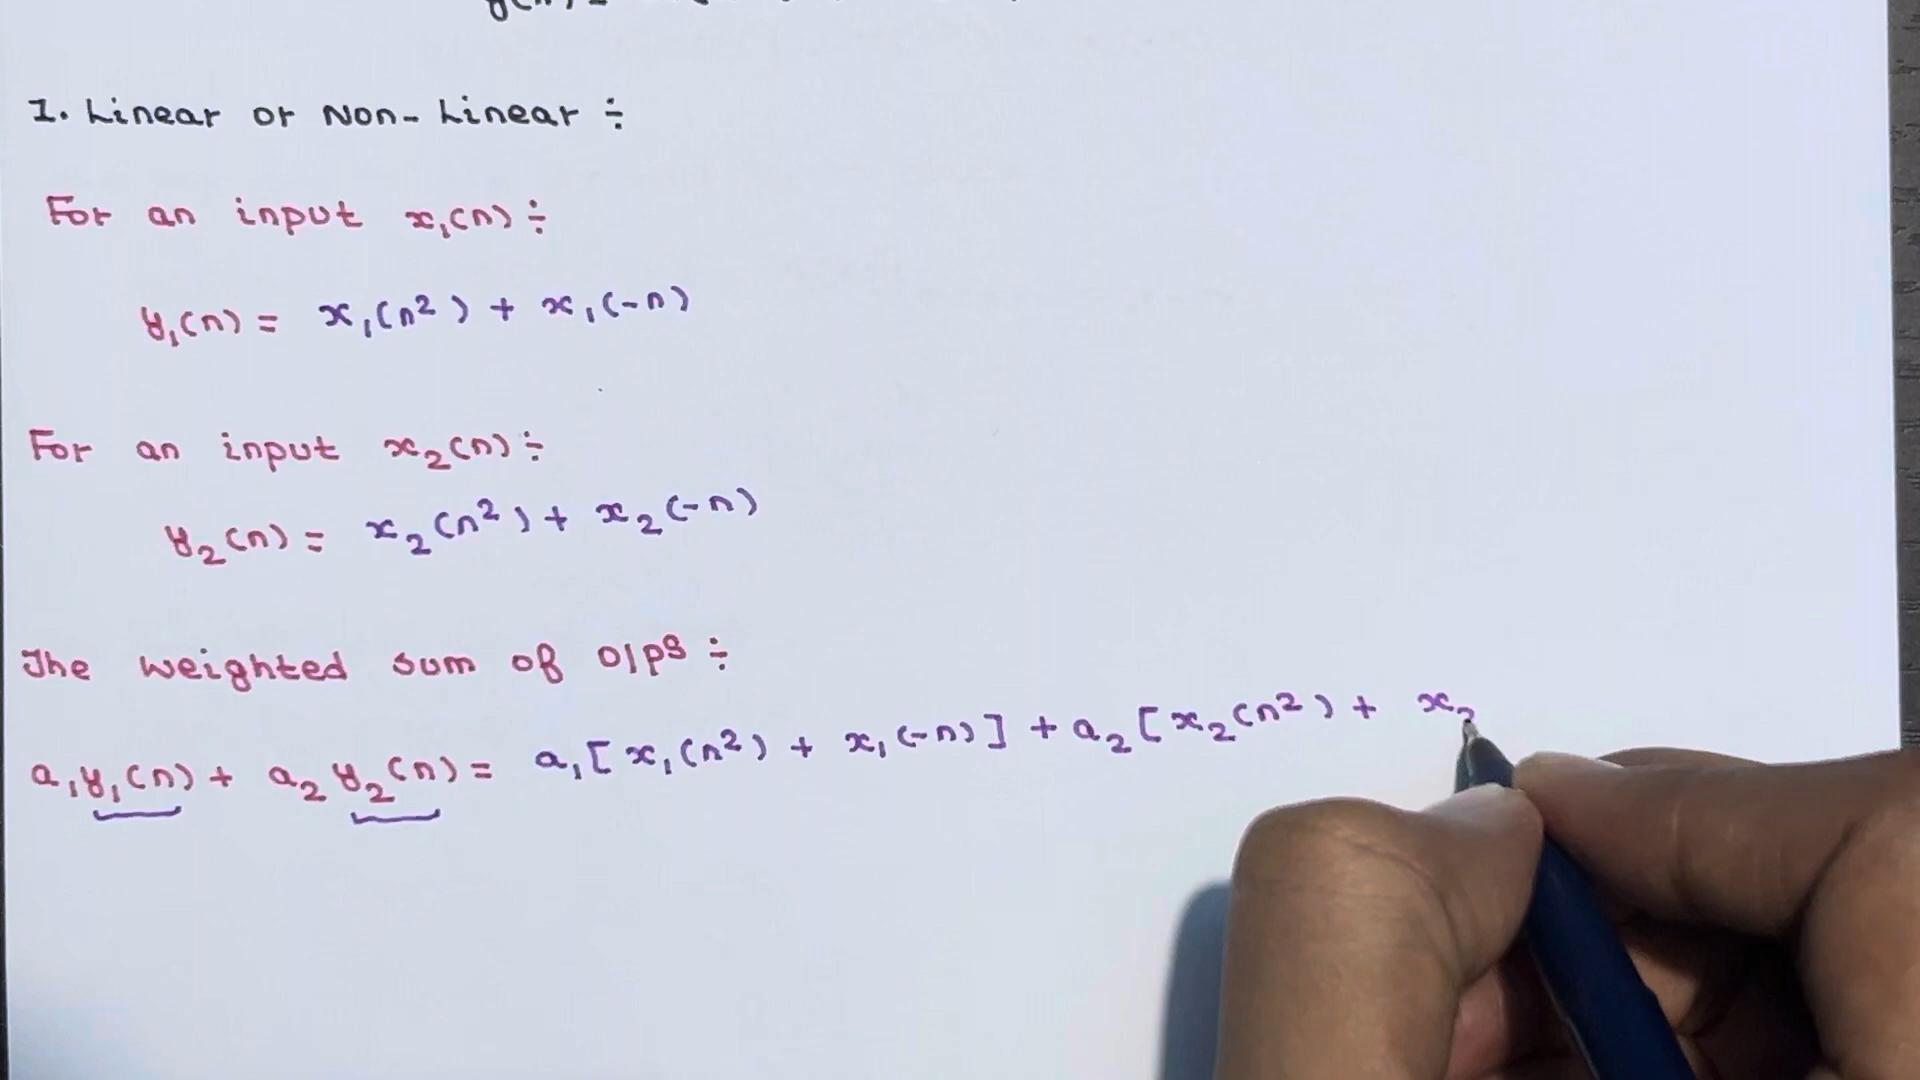 1. Linear or Non-Linear ÷
For an input x₁(n) ÷
y₁(n) = x₁(n²) + x₁(-n)
For an input x₂(n) ÷
y₂(n) = x₂(n²) + x₂(-n)
The weighted sum of O/Ps ÷
a₁y₁(n) + a₂y₂(n) = a₁[x₁(n²) + x₁(-n)] + a₂[x₂(n²) + x₂